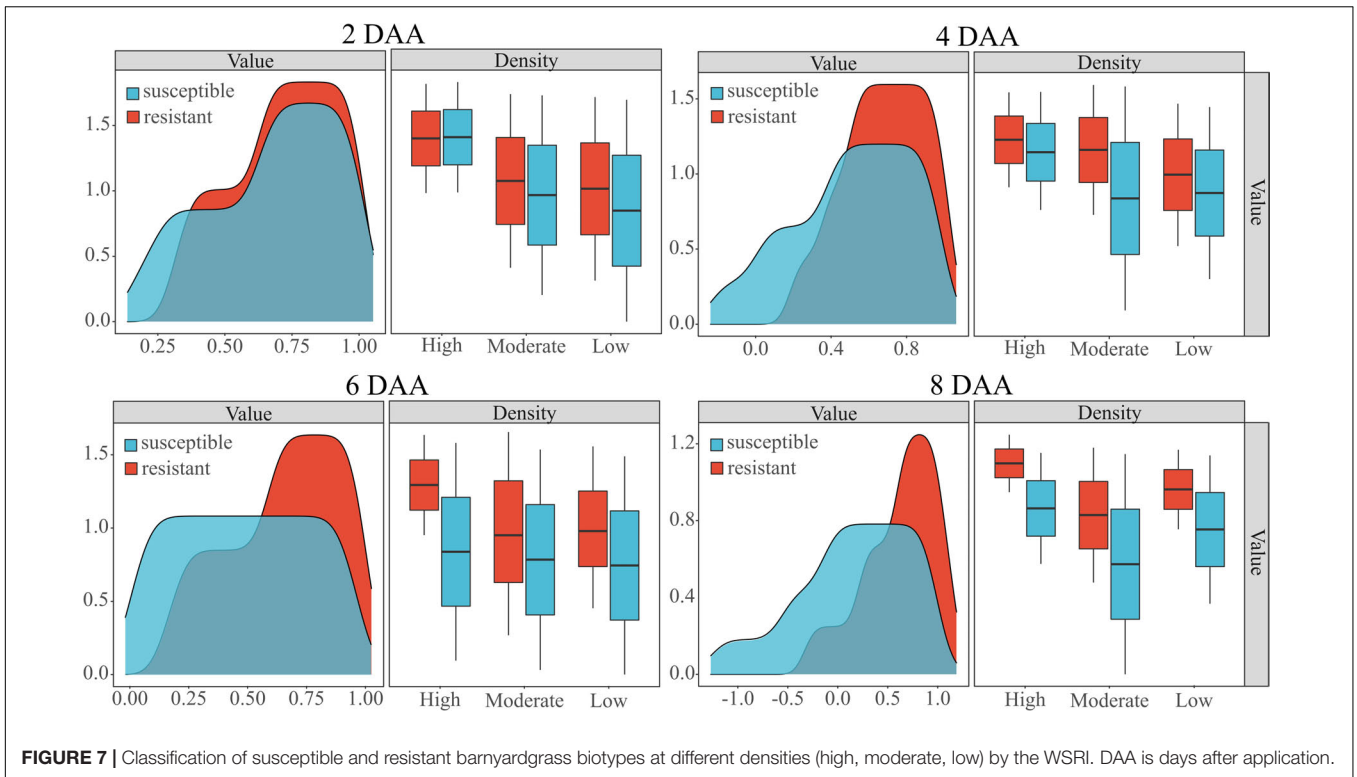 2 DAA
Value
Density
susceptible
resistant
1.5
1.0
0.5
0.0
0.25 0.50 0.75 1.00
High Moderate Low
4 DAA
Value
Density
susceptible
resistant
1.5
1.0
0.5
0.0
0.0 0.4 0.8
High Moderate Low
Value
6 DAA
Value
Density
susceptible
resistant
1.5
1.0
0.5
0.0
0.00 0.25 0.50 0.75 1.00
High Moderate Low
8 DAA
Value
Density
susceptible
resistant
1.2
0.8
0.4
0.0
-1.0 -0.5 0.0 0.5 1.0
High Moderate Low
Value
FIGURE 7 | Classification of susceptible and resistant barnyardgrass biotypes at different densities (high, moderate, low) by the WSRI. DAA is days after application.